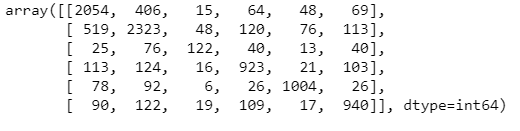 array([[2054, 406, 15, 64, 48, 69],
[ 519, 2323, 48, 120, 76, 113],
[ 25, 76, 122, 40, 13, 40],
[ 113, 124, 16, 923, 21, 103],
[ 78, 92, 6, 26, 1004, 26],
[ 90, 122, 19, 109, 17, 940]], dtype=int64)